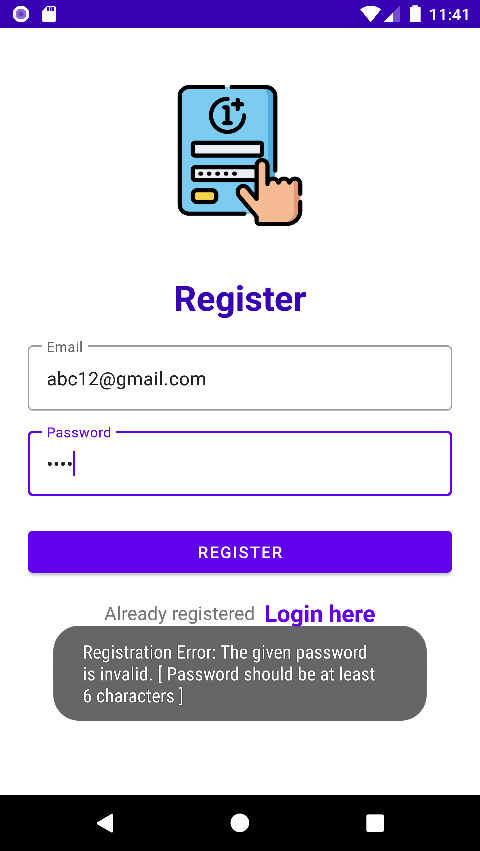 11:41
1+
Register
Email
abc12@gmail.com
Password
••••
REGISTER
Already registered Login here
Registration Error: The given password
is invalid. [ Password should be at least
6 characters ]